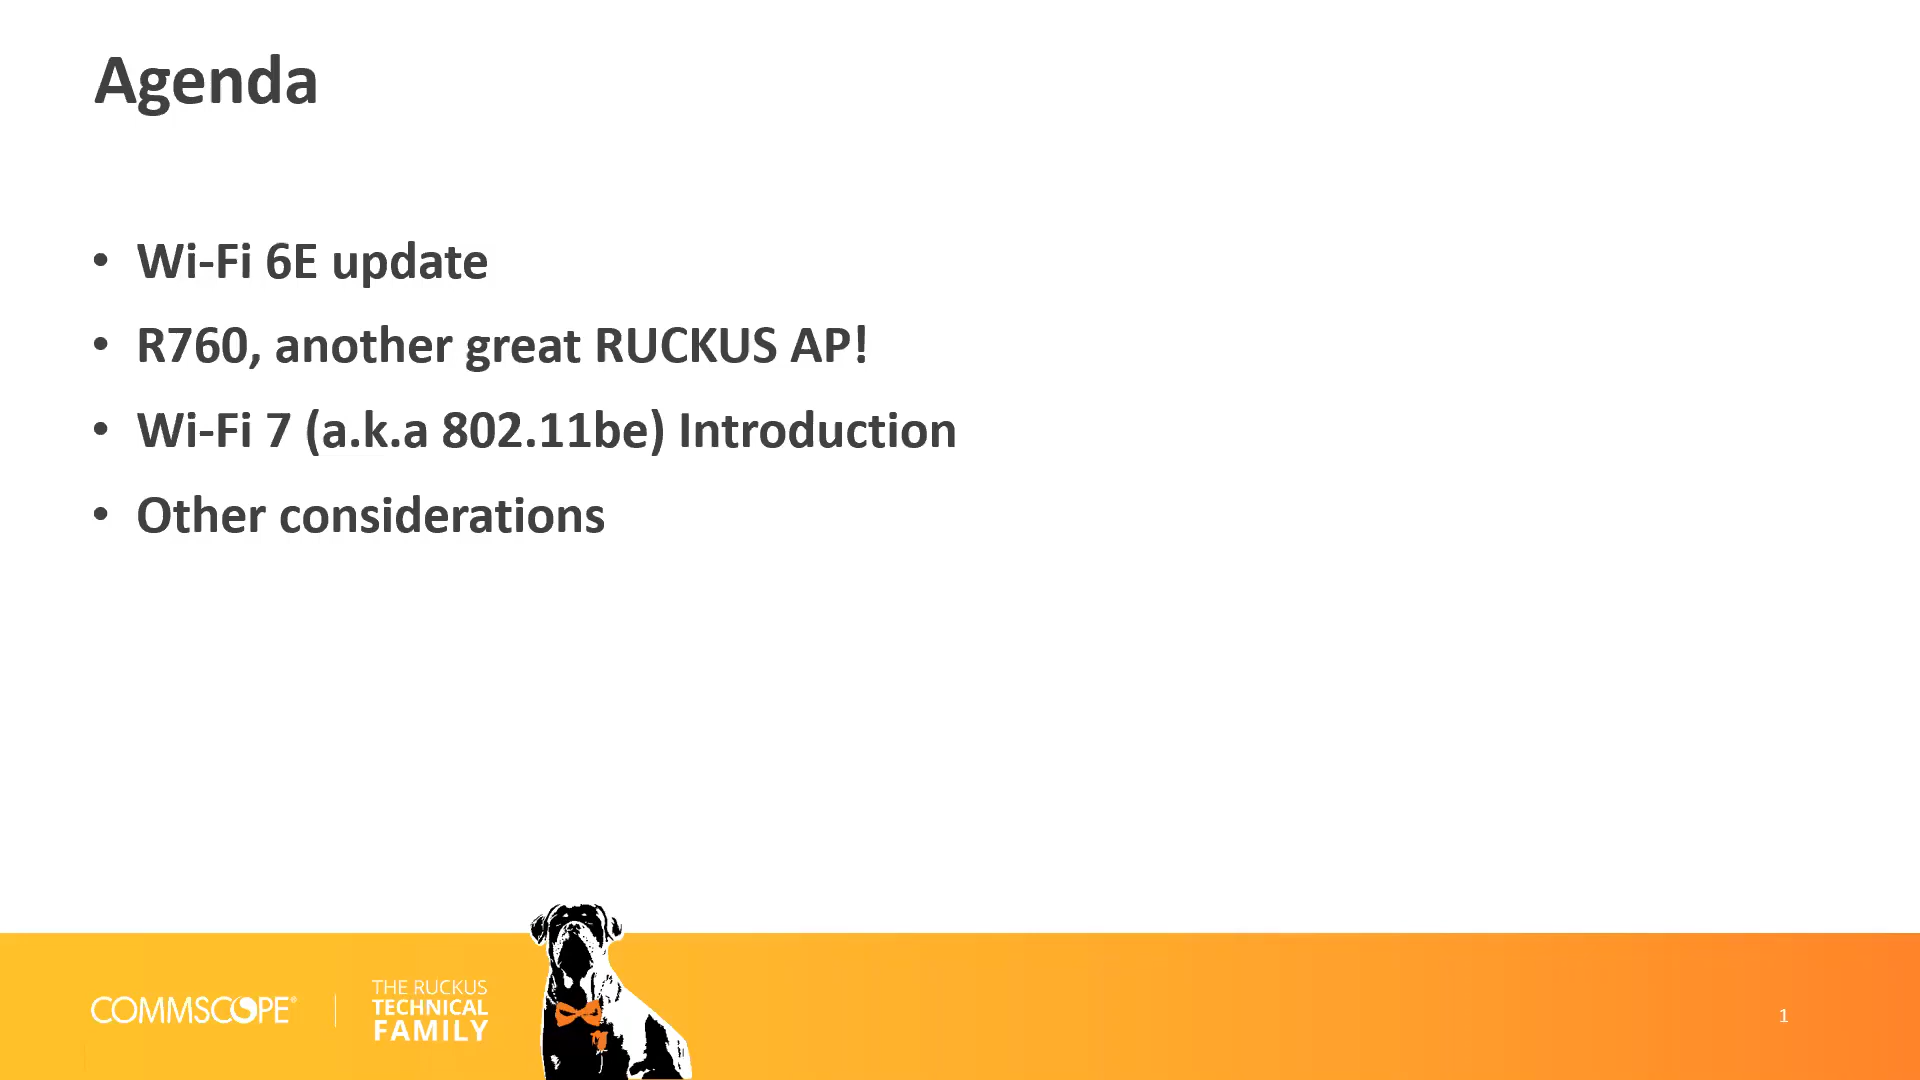 Agenda
• Wi-Fi 6E update
• R760, another great RUCKUS AP!
• Wi-Fi 7 (a.k.a 802.11be) Introduction
• Other considerations
COMMSCOPE®
THE RUCKUS
TECHNICAL
FAMILY
1